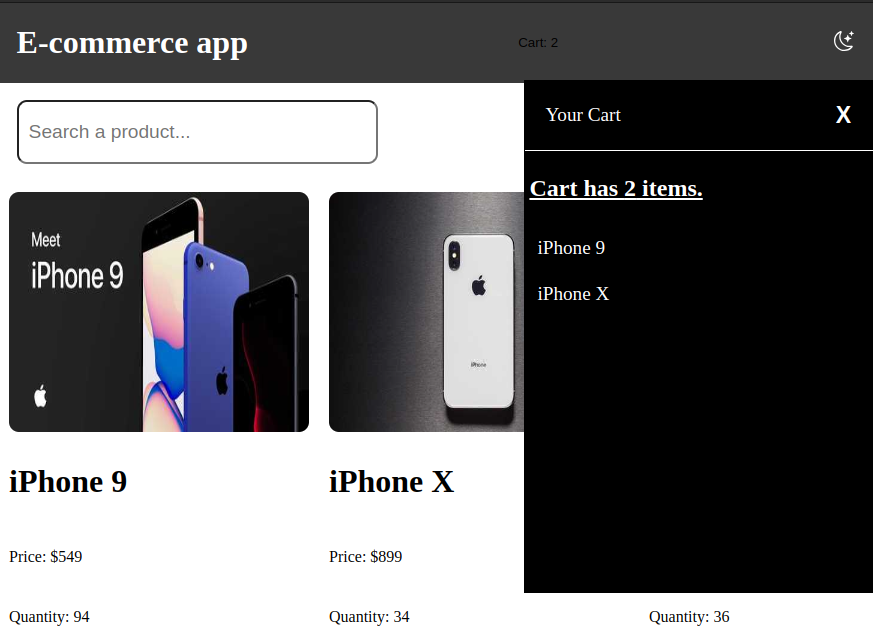 E-commerce app
Cart: 2
Search a product...
Your Cart
X
Cart has 2 items.
iPhone 9
iPhone X
Meet
iPhone 9
iPhone
iPhone 9
iPhone X
Price: $549
Price: $899
Quantity: 94
Quantity: 34
Quantity: 36